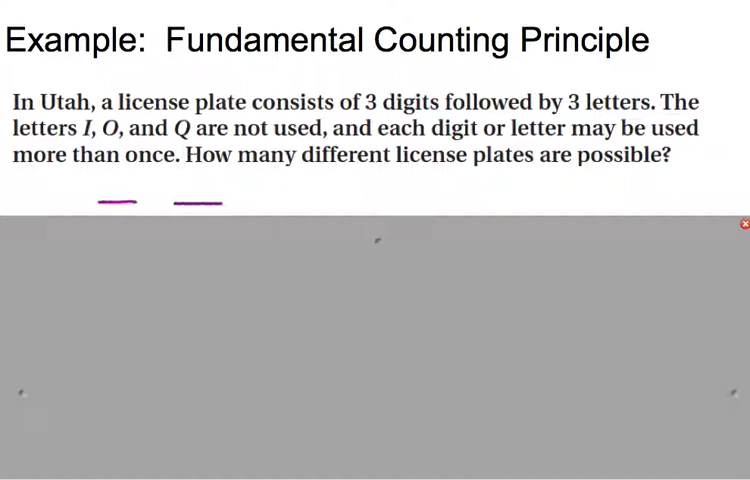 Example: Fundamental Counting Principle
In Utah, a license plate consists of 3 digits followed by 3 letters. The
letters I, O, and Q are not used, and each digit or letter may be used
more than once. How many different license plates are possible?